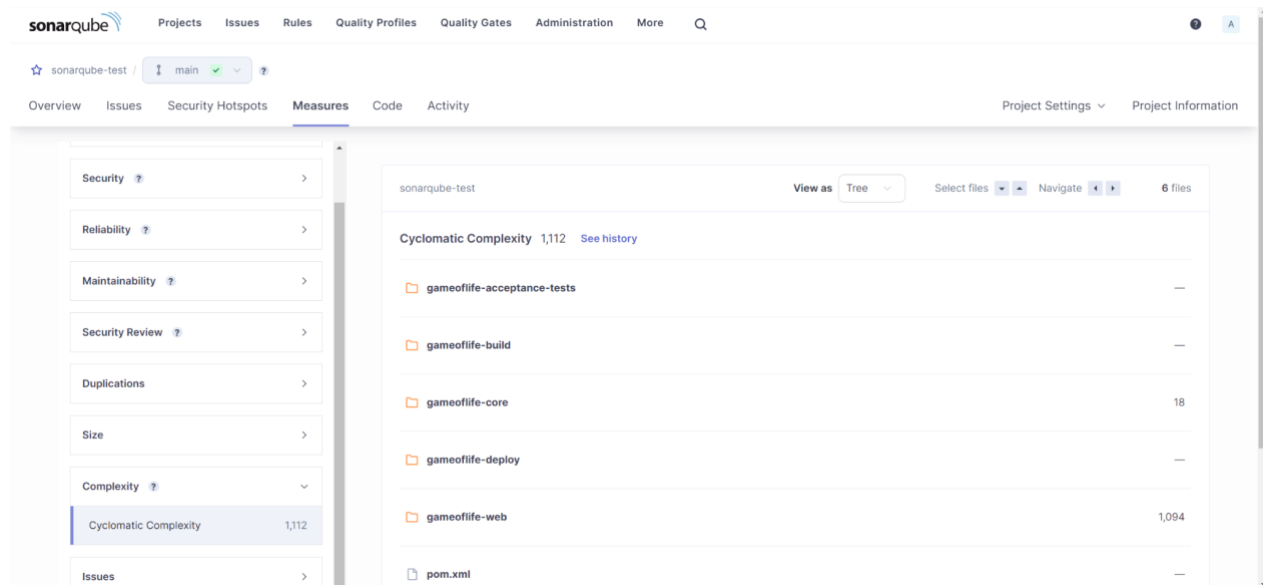 sonarqube Projects Issues Rules Quality Profiles Quality Gates Administration More ? A
sonarqube-test / main ?
Overview Issues Security Hotspots Measures Code Activity Project Settings Project Information
Security ?
Reliability ?
Maintainability ?
Security Review ?
Duplications
Size
Complexity ?
Cyclomatic Complexity 1,112
Issues
sonarqube-test View as Tree Select files Navigate 6 files
Cyclomatic Complexity 1,112 See history
gameoflife-acceptance-tests —
gameoflife-build —
gameoflife-core 18
gameoflife-deploy —
gameoflife-web 1,094
pom.xml —